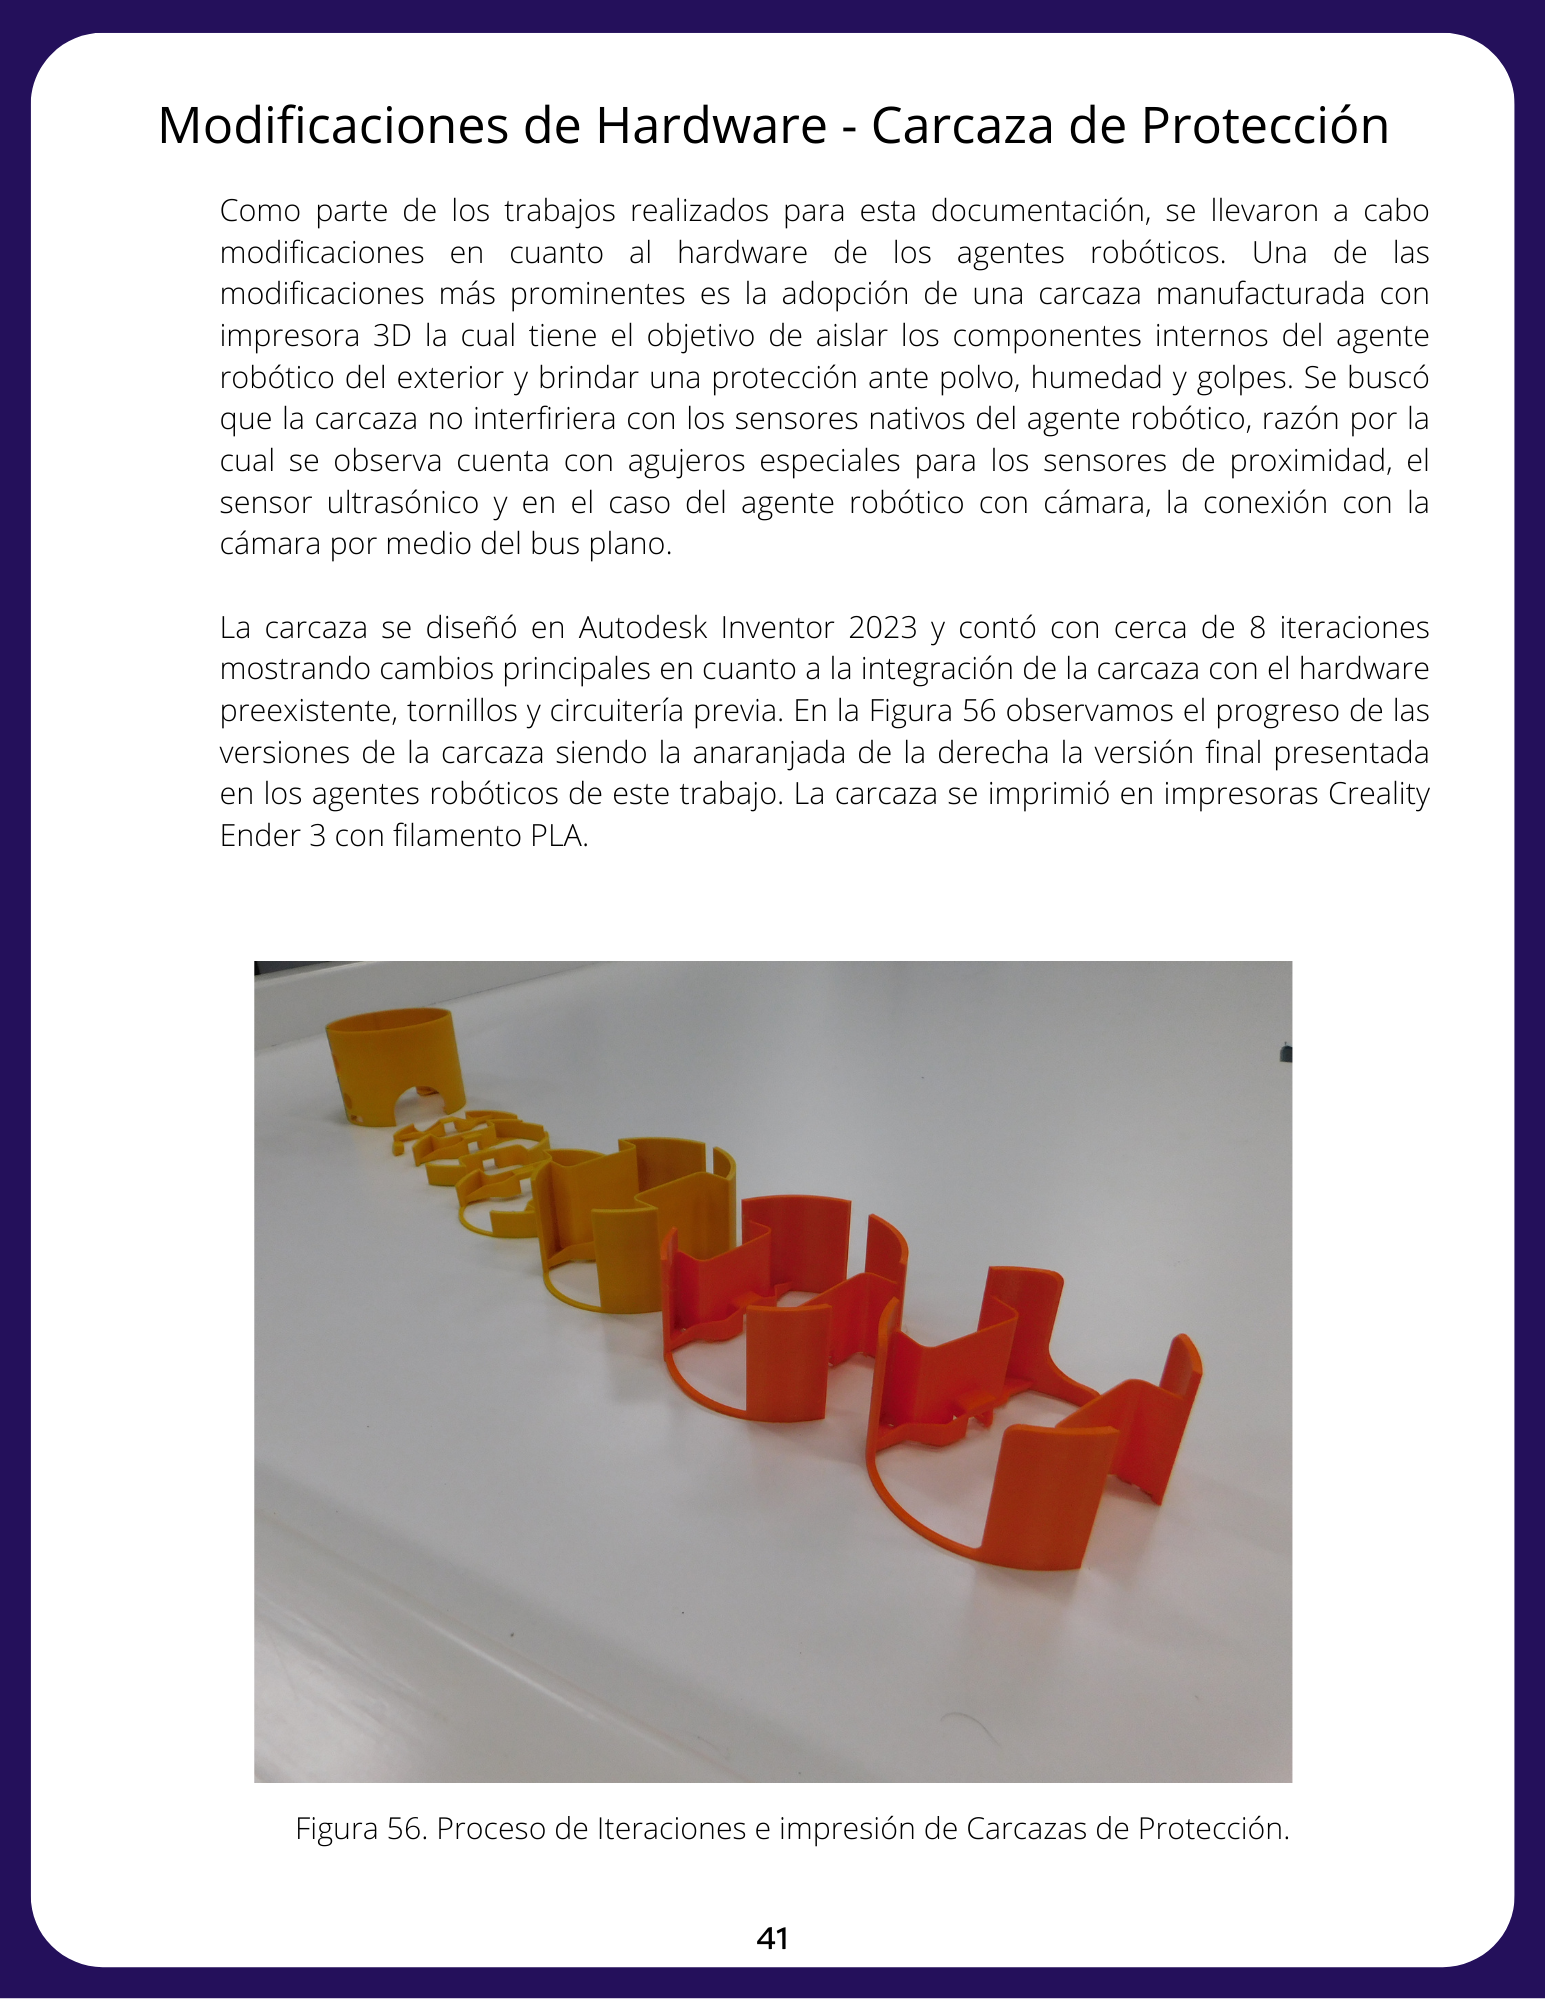 Modificaciones de Hardware - Carcaza de Protección
Como parte de los trabajos realizados para esta documentación, se llevaron a cabo
modificaciones en cuanto al hardware de los agentes robóticos. Una de las
modificaciones más prominentes es la adopción de una carcaza manufacturada con
impresora 3D la cual tiene el objetivo de aislar los componentes internos del agente
robótico del exterior y brindar una protección ante polvo, humedad y golpes. Se buscó
que la carcaza no interfiriera con los sensores nativos del agente robótico, razón por la
cual se observa cuenta con agujeros especiales para los sensores de proximidad, el
sensor ultrasónico y en el caso del agente robótico con cámara, la conexión con la
cámara por medio del bus plano.
La carcaza se diseñó en Autodesk Inventor 2023 y contó con cerca de 8 iteraciones
mostrando cambios principales en cuanto a la integración de la carcaza con el hardware
preexistente, tornillos y circuitería previa. En la Figura 56 observamos el progreso de las
versiones de la carcaza siendo la anaranjada de la derecha la versión final presentada
en los agentes robóticos de este trabajo. La carcaza se imprimió en impresoras Creality
Ender 3 con filamento PLA.
Figura 56. Proceso de Iteraciones e impresión de Carcazas de Protección.
41